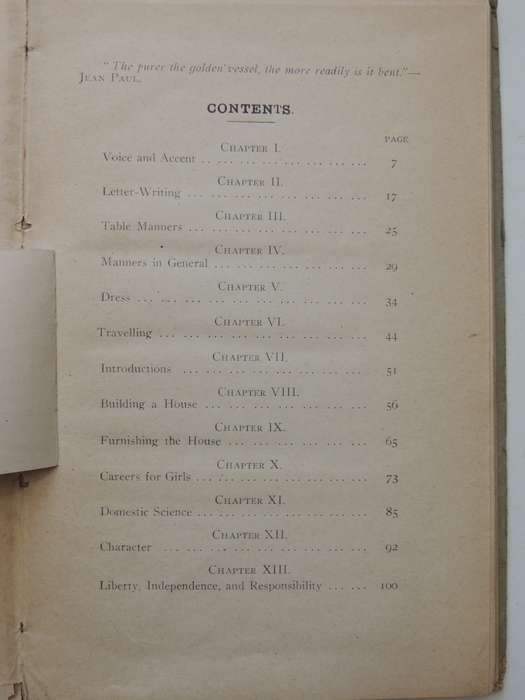 " The purer the golden vessel, the more readily is it bent."—
Jean Paul.
CONTENTS.
PAGE
Chapter I.
Voice and Accent .. ... ... ... ... ... ... ... 7
Chapter II.
Letter-Writing ... ... ... ... ... ... ... ... 17
Chapter III.
Table Manners ... ... ... ... ... ... ... ... 25
Chapter IV.
Manners in General ... ... ... ... ... ... ... 29
Chapter V.
Dress ... ... ... ... ... ... ... ... ... ... 34
Chapter VI.
Travelling ... ... ... ... ... ... ... ... ... 44
Chapter VII.
Introductions ... ... ... ... ... ... ... ... 51
Chapter VIII.
Building a House ... ... ... ... ... ... ... 56
Chapter IX.
Furnishing the House ... ... ... ... ... ... 65
Chapter X.
Careers for Girls ... ... ... ... ... ... ... ... 73
Chapter XI.
Domestic Science ... ... ... ... ... ... ... 85
Chapter XII.
Character ... ... ... ... ... ... ... ... ... 92
Chapter XIII.
Liberty, Independence, and Responsibility ... ... 100